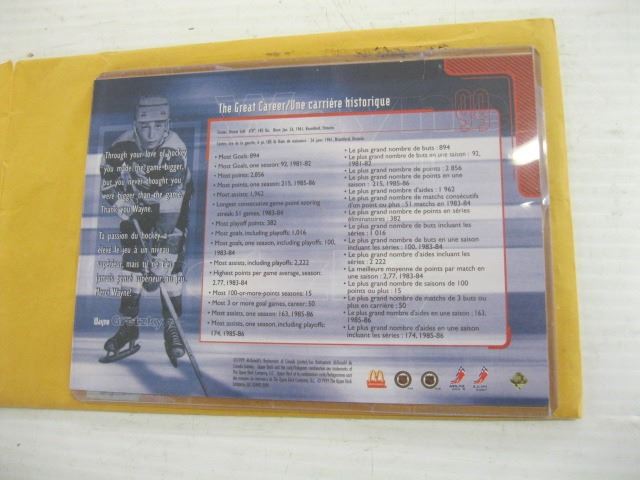 The Great Career/Une carrière historique
99
Through your love of hockey
you made the game bigger,
but you never thought you
were bigger than the game.
Thank you Wayne.
Ta passion du hockey a
élevé le jeu à un niveau
supérieur, mais tu ne t'es
jamais pensé supérieur au jeu.
Merci Wayne.
Wayne Gretzky
• Most Goals: 894
• Most Goals, one season: 92, 1981-82
• Most points: 2,856
• Most points, one season: 215, 1985-86
• Most assists: 1,962
• Longest consecutive game point scoring
streak: 51 games, 1983-84
• Most playoff points: 382
• Most goals, including playoffs: 1,016
• Most goals, one season, including playoffs: 100,
1983-84
• Most assists, including playoffs: 2,222
• Highest points per game average, season:
2.77, 1983-84
• Most 100-or-more-points seasons: 15
• Most 3 or more goal games, career: 50
• Most assists, one season: 163, 1985-86
• Most assists, one season, including playoffs:
174, 1985-86
• Le plus grand nombre de buts : 894
• Le plus grand nombre de buts en une saison : 92,
1981-82
• Le plus grand nombre de points : 2 856
• Le plus grand nombre de points en une
saison : 215, 1985-86
• Le plus grand nombre d'aides : 1 962
• Le plus grand nombre de matchs consécutifs
d'un point ou plus : 51 matchs en 1983-84
• Le plus grand nombre de points en séries
éliminatoires : 382
• Le plus grand nombre de buts incluant les
séries : 1 016
• Le plus grand nombre de buts en une saison
incluant les séries : 100, 1983-84
• Le plus grand nombre d'aides incluant les séries :
2 222
• La meilleure moyenne de points par match en
une saison : 2,77, 1983-84
• Le plus grand nombre de saisons de 100
points ou plus : 15
• Le plus grand nombre de matchs de 3 buts ou
plus en carrière : 50
• Le plus grand nombre d'aides en une saison : 163,
1985-86
• Le plus grand nombre d'aides en une saison
incluant les séries : 174, 1985-86